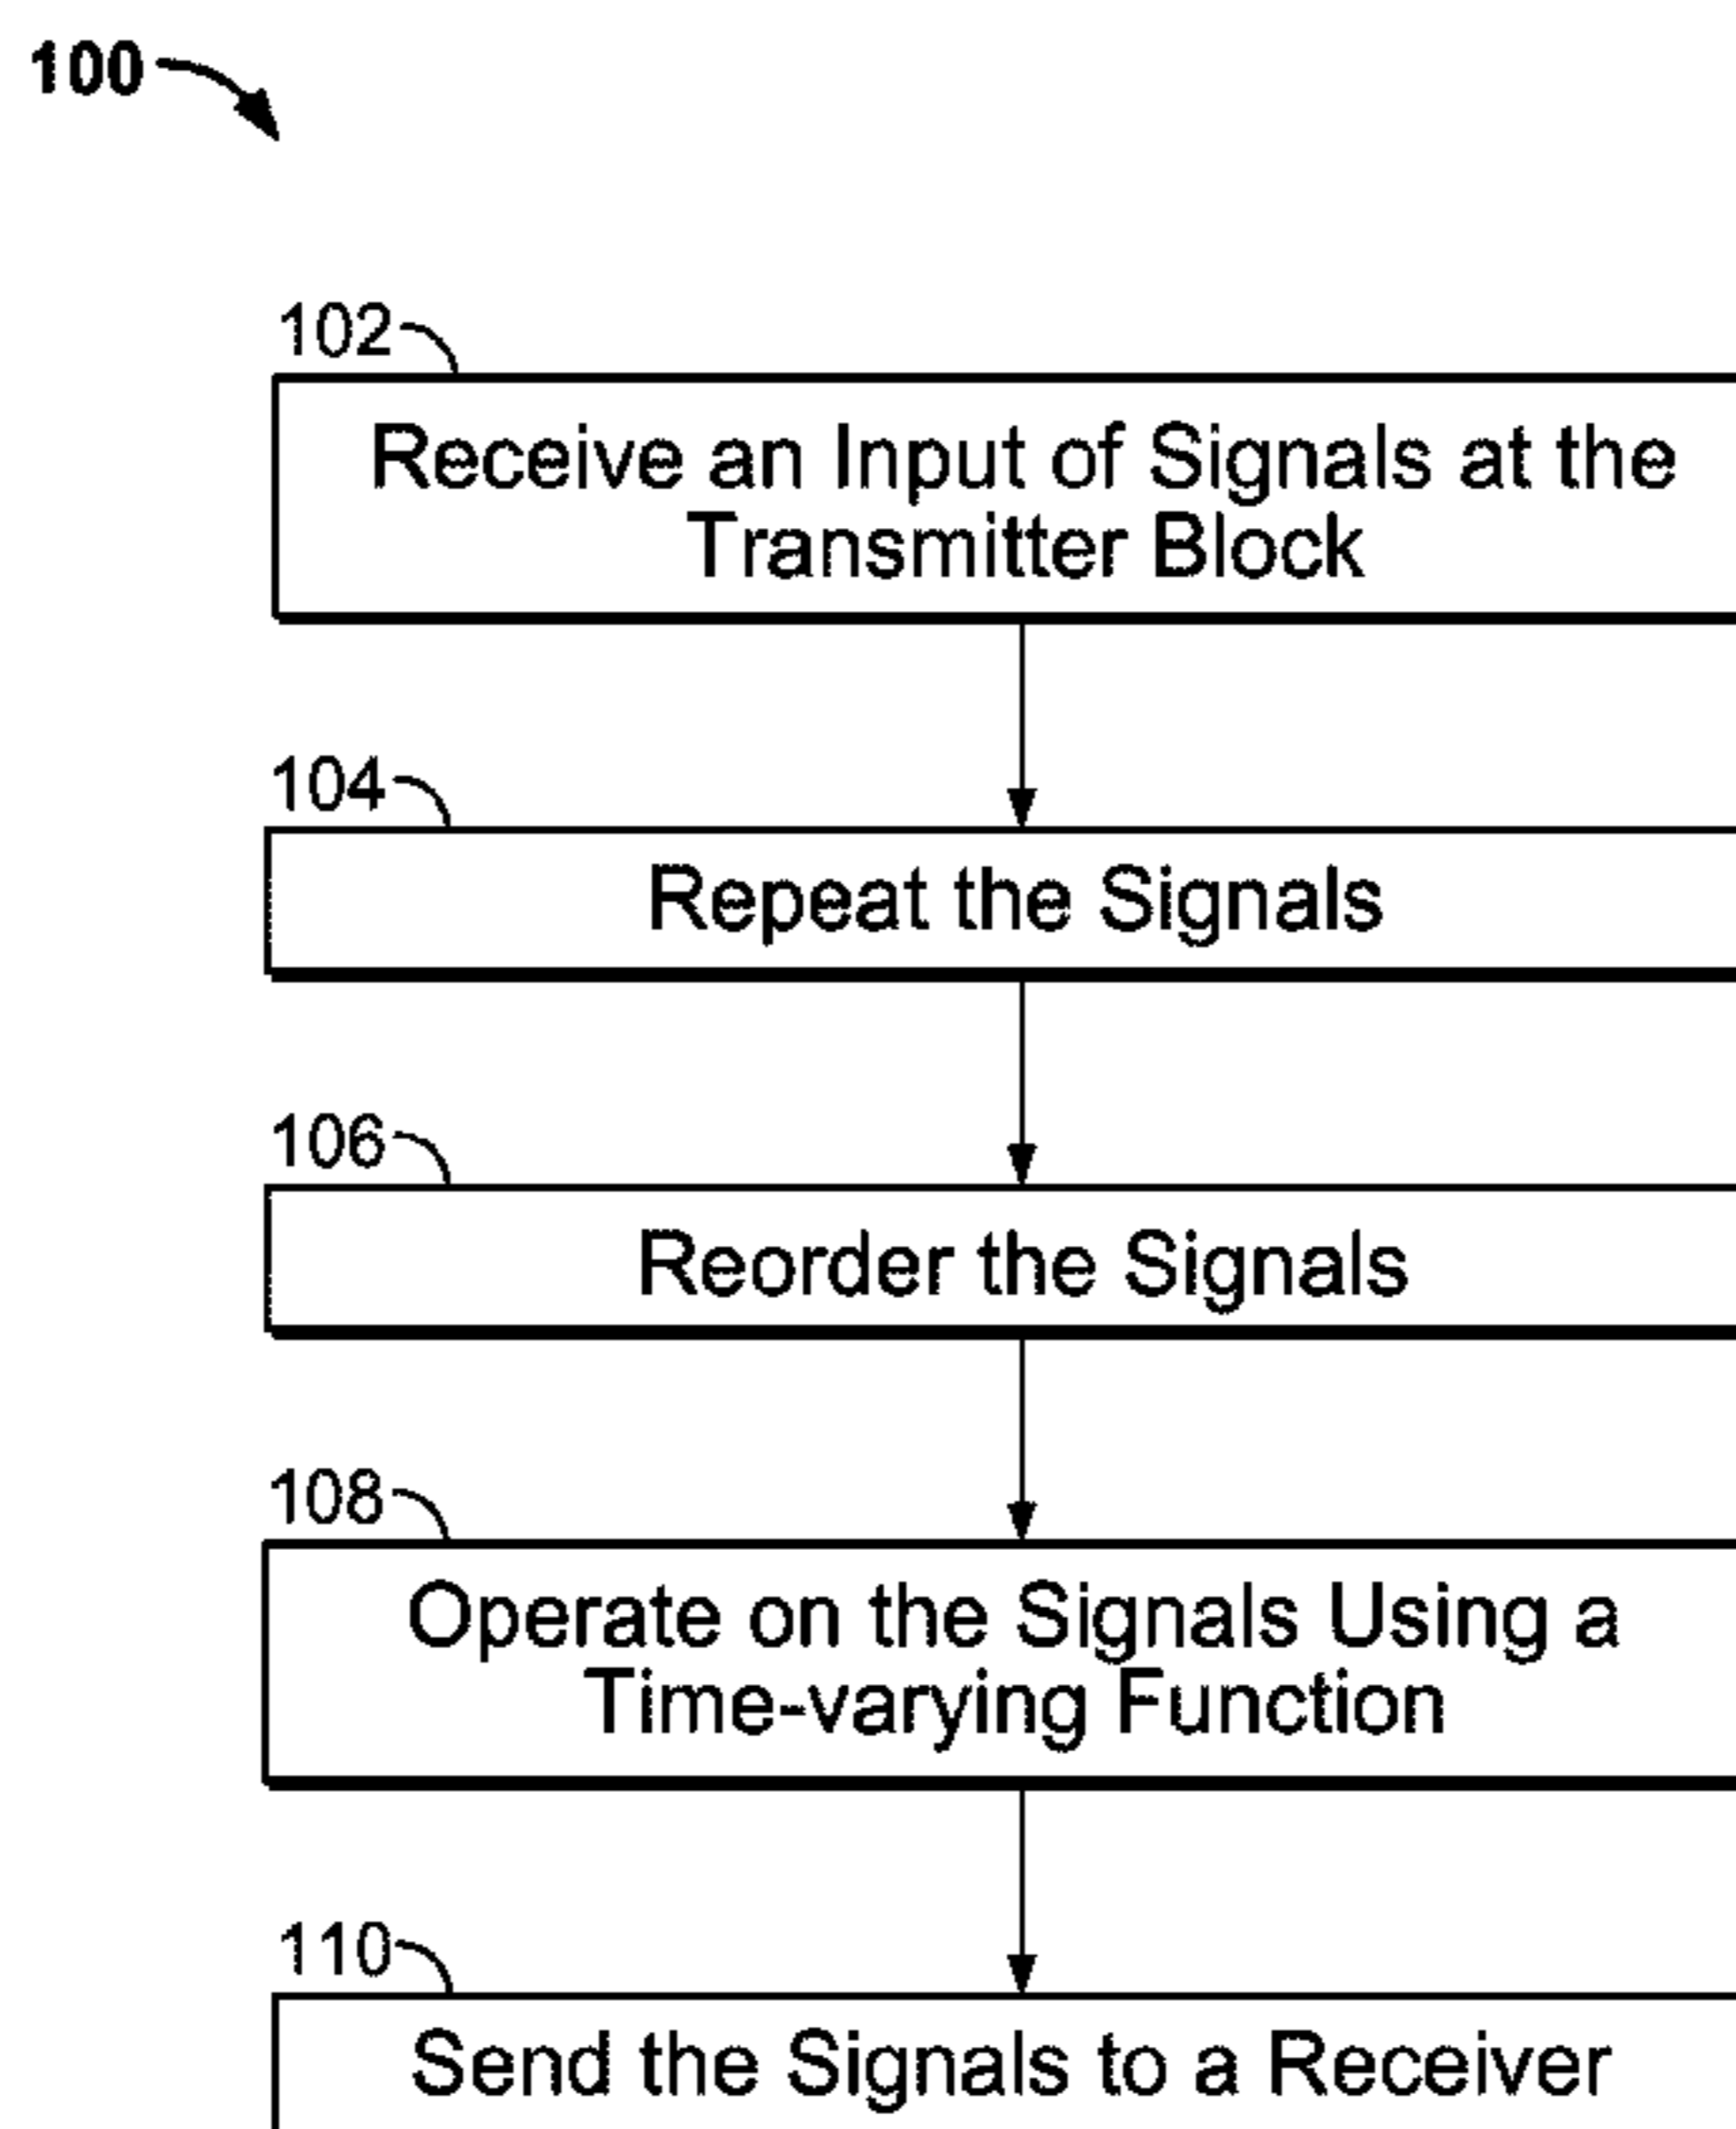 100
102
Receive an Input of Signals at the
Transmitter Block
104
Repeat the Signals
106
Reorder the Signals
108
Operate on the Signals Using a
Time-varying Function
110
Send the Signals to a Receiver